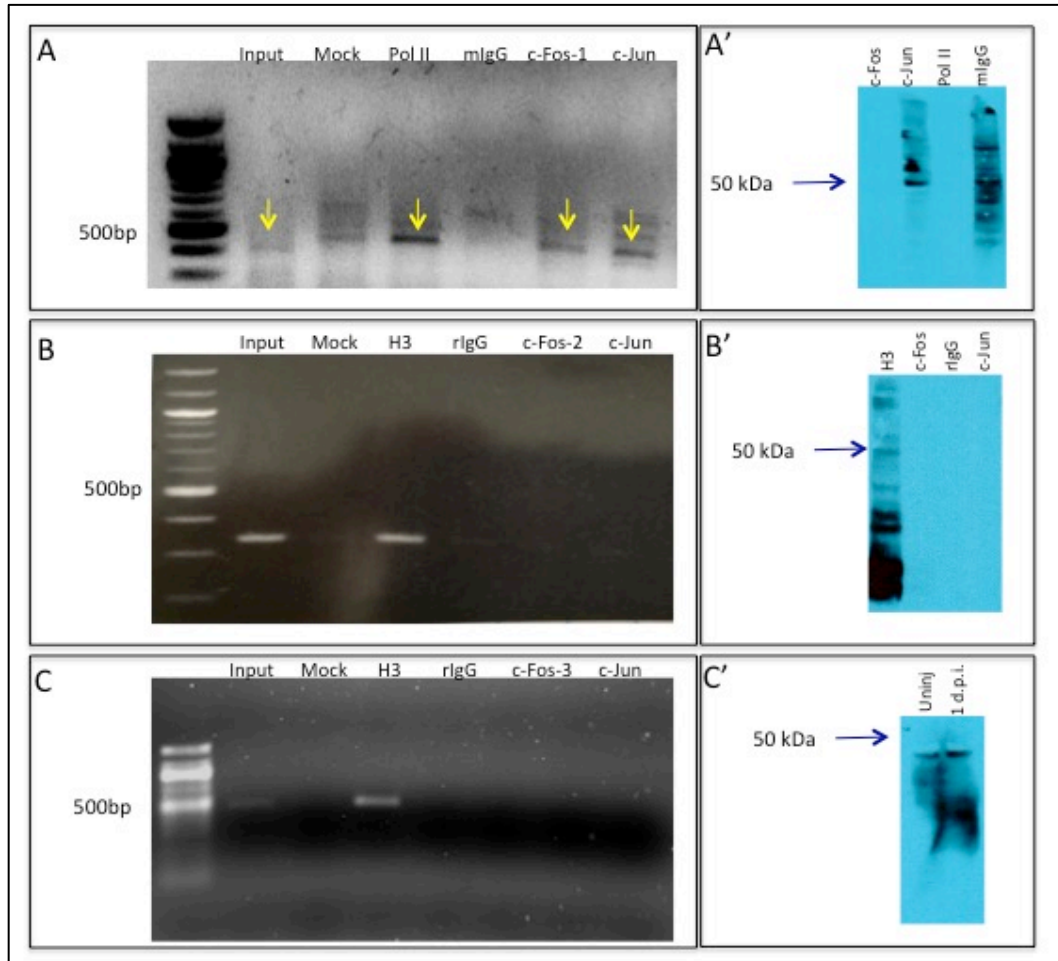 A
Input Mock Pol II mIgG c-Fos-1 c-Jun
500bp
A'
c-Fos
c-Jun
Pol II
mIgG
50 kDa
B
Input Mock H3 rIgG c-Fos-2 c-Jun
500bp
B'
H3
c-Fos
rIgG
c-Jun
50 kDa
C
Input Mock H3 rIgG c-Fos-3 c-Jun
500bp
C'
Uninj
1 d.p.i.
50 kDa